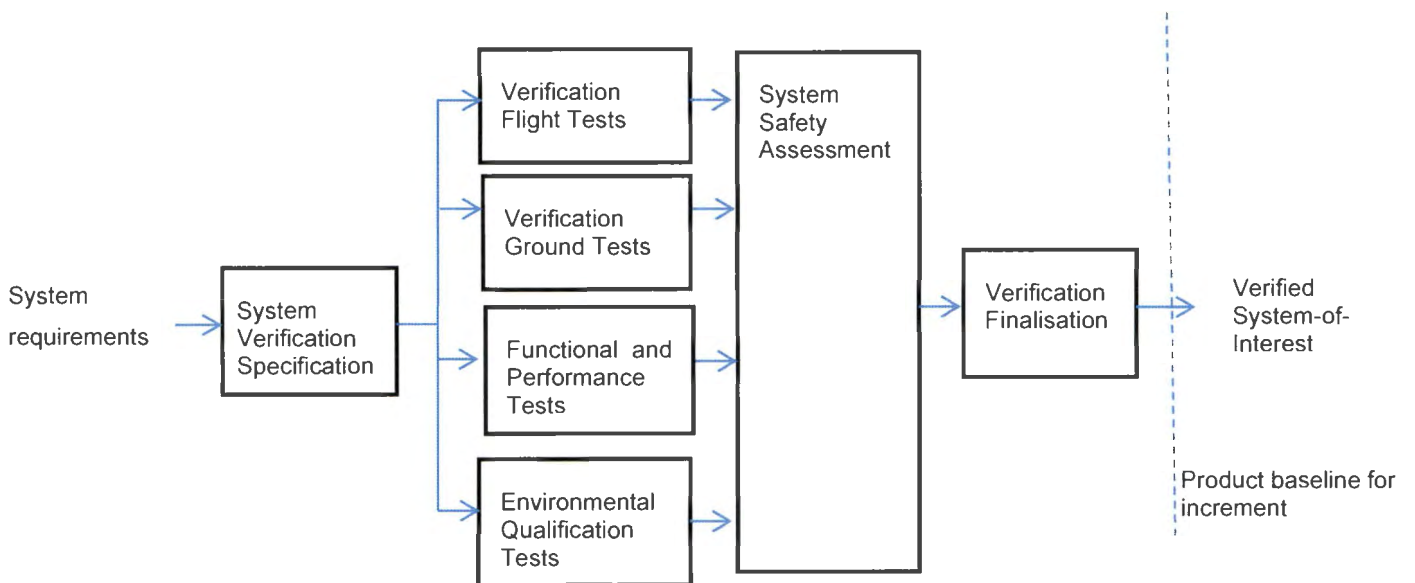 System
requirements
System
Verification
Specification
Verification
Flight Tests
Verification
Ground Tests
Functional and
Performance
Tests
Environmental
Qualification
Tests
System
Safety
Assessment
Verification
Finalisation
Verified
System-of-
Interest
Product baseline for
increment